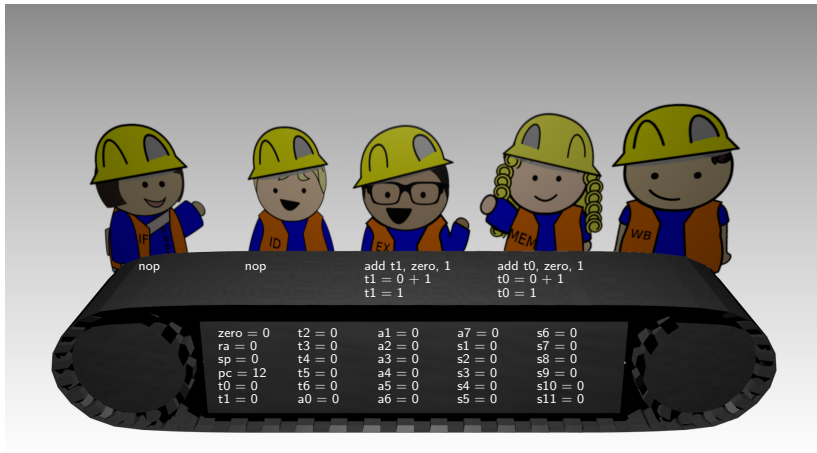 IF
ID
EX
MEM
WB
nop
nop
add t1, zero, 1
t1 = 0 + 1
t1 = 1
add t0, zero, 1
t0 = 0 + 1
t0 = 1
zero = 0 t2 = 0 a1 = 0 a7 = 0 s6 = 0
ra = 0 t3 = 0 a2 = 0 s1 = 0 s7 = 0
sp = 0 t4 = 0 a3 = 0 s2 = 0 s8 = 0
pc = 12 t5 = 0 a4 = 0 s3 = 0 s9 = 0
t0 = 0 t6 = 0 a5 = 0 s4 = 0 s10 = 0
t1 = 0 a0 = 0 a6 = 0 s5 = 0 s11 = 0